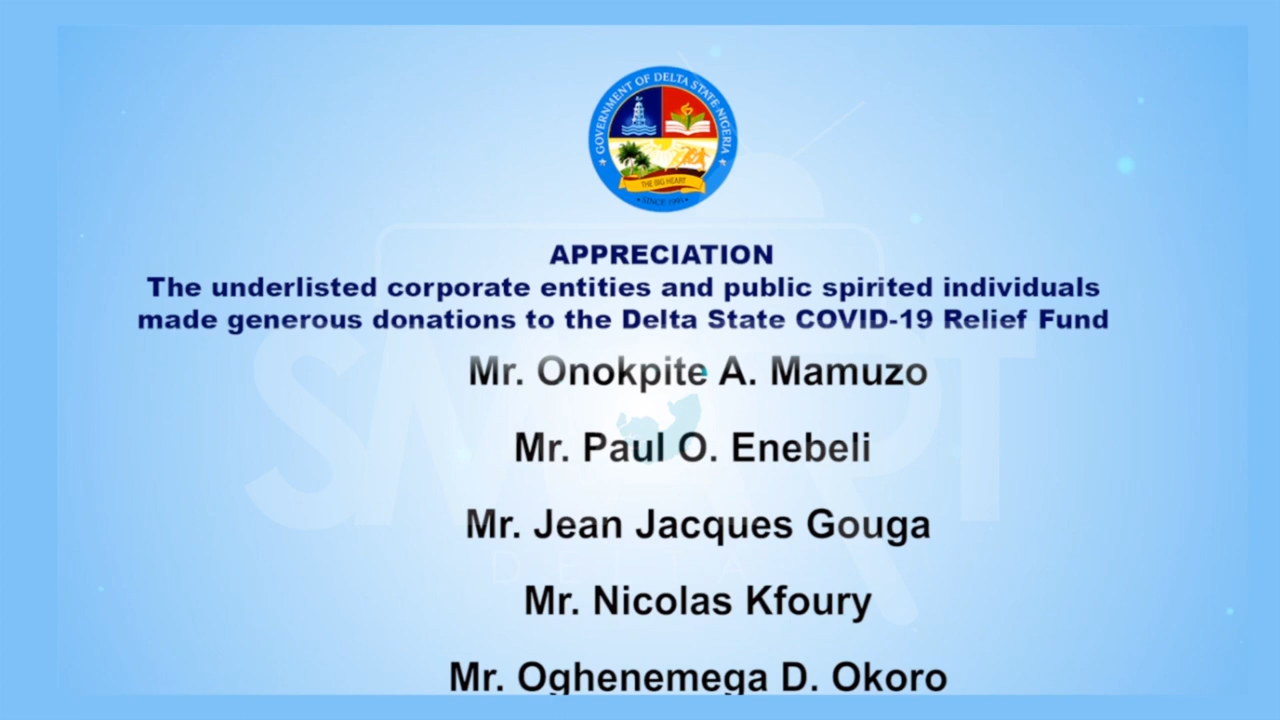 GOVERNMENT OF DELTA STATE NIGERIA
THE BIG HEART
SINCE 1991
APPRECIATION
The underlisted corporate entities and public spirited individuals
made generous donations to the Delta State COVID-19 Relief Fund
Mr. Onokpite A. Mamuzo
Mr. Paul O. Enebeli
Mr. Jean Jacques Gouga
Mr. Nicolas Kfoury
Mr. Oghenemega D. Okoro
SMART
DELTA